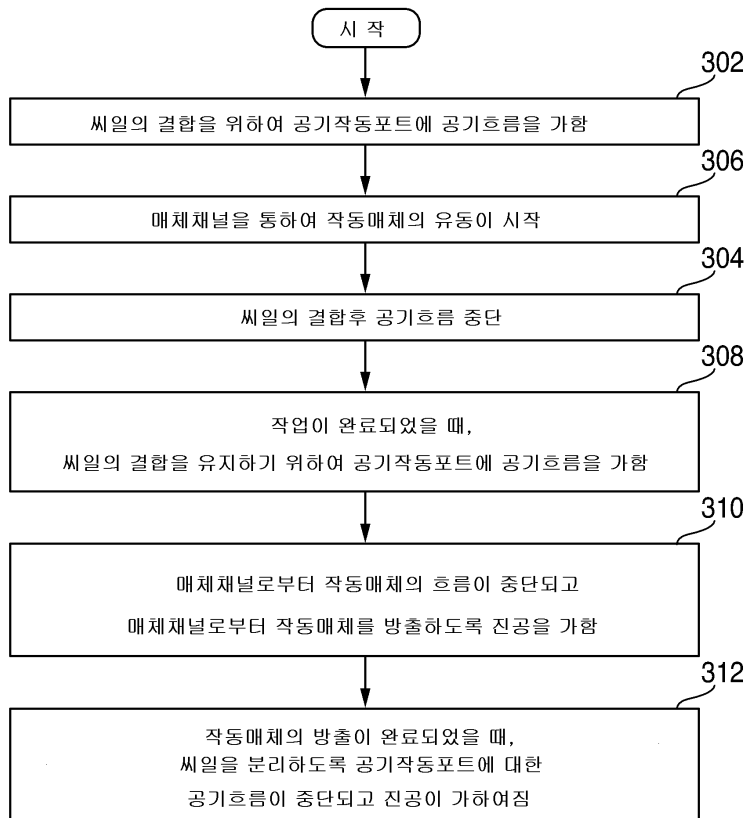 시 작
302
씨일의 결합을 위하여 공기작동포트에 공기흐름을 가함
306
매체채널을 통하여 작동매체의 유동이 시작
304
씨일의 결합후 공기흐름 중단
308
작업이 완료되었을 때,
씨일의 결합을 유지하기 위하여 공기작동포트에 공기흐름을 가함
310
매체채널로부터 작동매체의 흐름이 중단되고
매체채널로부터 작동매체를 방출하도록 진공을 가함
312
작동매체의 방출이 완료되었을 때,
씨일을 분리하도록 공기작동포트에 대한
공기흐름이 중단되고 진공이 가하여짐